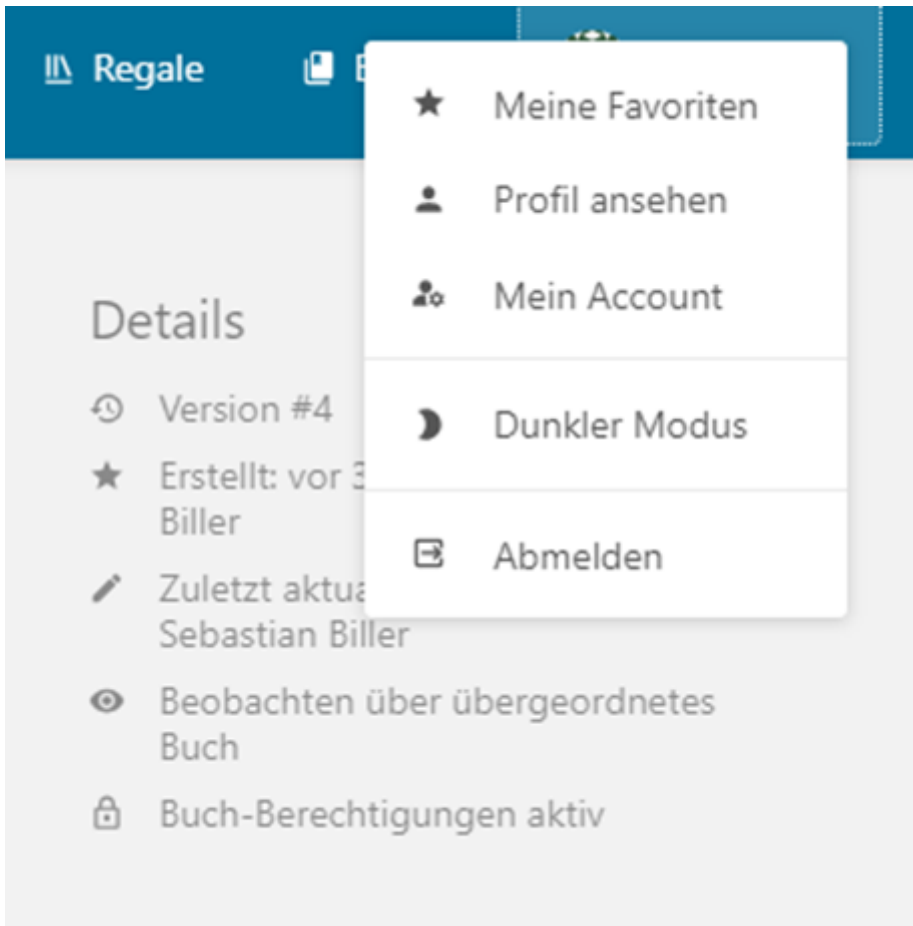 Regale
Meine Favoriten
Profil ansehen
Mein Account
Dunkler Modus
Abmelden
Details
Version #4
Erstellt: vor
Biller
Zuletzt
Sebastian Biller
Beobachten über übergeordnetes
Buch
Buch-Berechtigungen aktiv